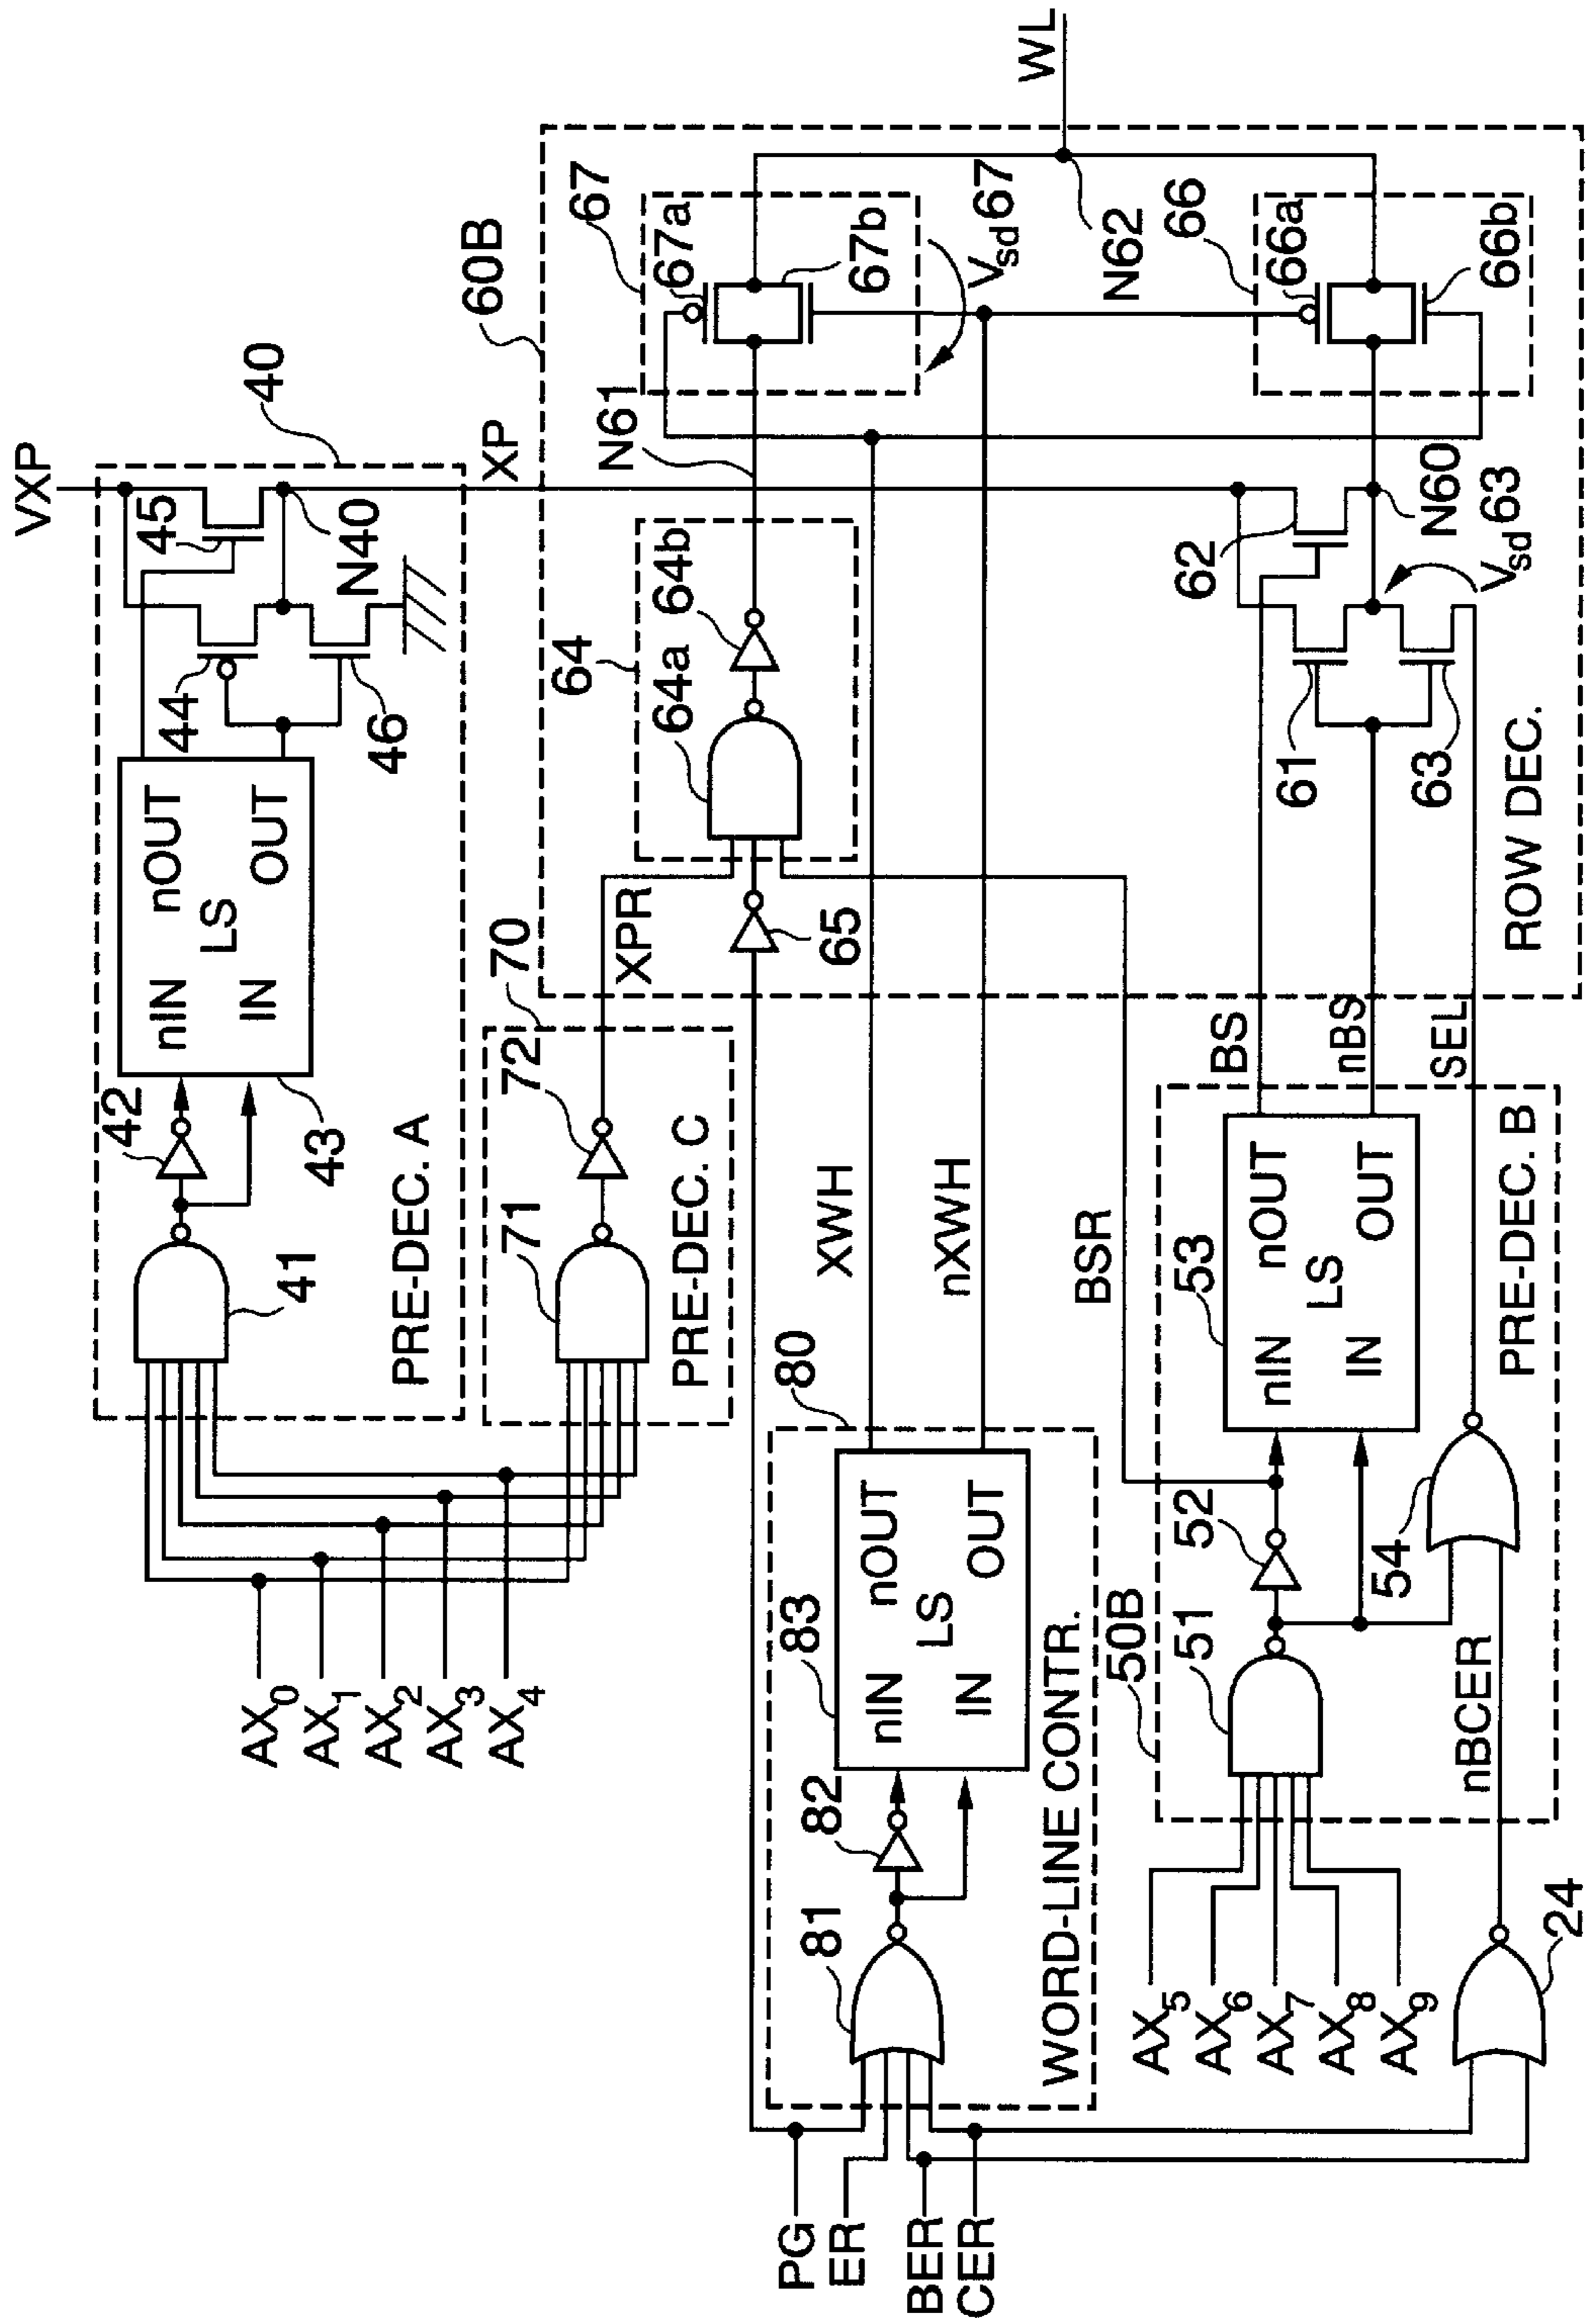 VXP
40
45
N40
44
46
XP
nIN
nOUT
LS
IN
OUT
42
43
41
PRE-DEC. A
AX0
AX1
AX2
AX3
AX4
70
72
71
XPR
PRE-DEC. C
60B
67
67a
67b
Vsd67
N61
N62
WL
64
64a
64b
65
66
66a
66b
62
N60
Vsd63
61
63
ROW DEC.
80
XWH
nXWH
nIN
nOUT
LS
IN
OUT
83
82
81
WORD-LINE CONTR.
PG
ER
BER
CER
BSR
BS
nBS
SEL
50B
53
nIN
nOUT
LS
IN
OUT
52
51
54
nBCER
PRE-DEC. B
AX5
AX6
AX7
AX8
AX9
24